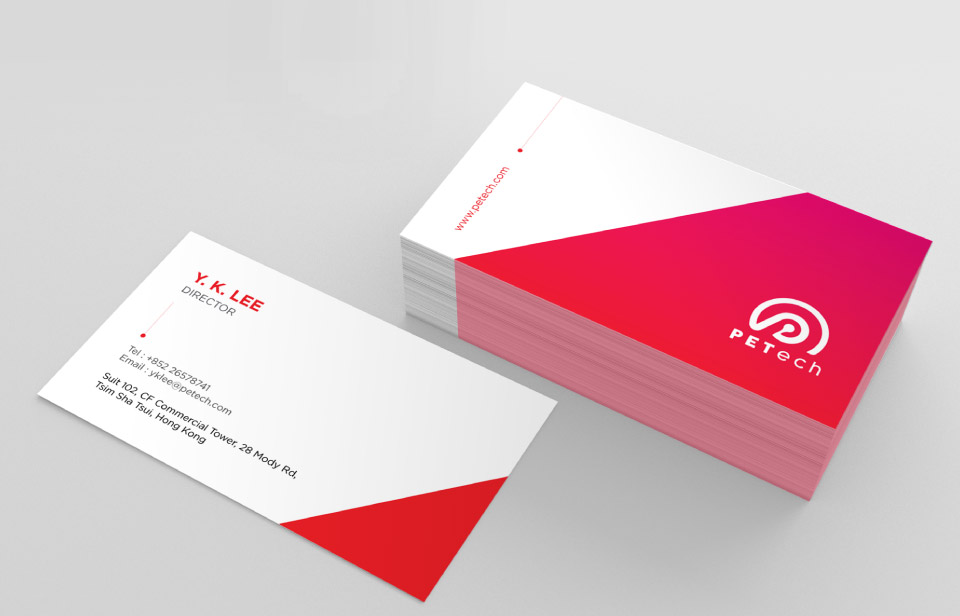 Y. K. LEE
DIRECTOR
Tel : +852 26578741
Email : yklee@petech.com
Suit 102, CF Commercial Tower, 28 Mody Rd,
Tsim Sha Tsui, Hong Kong
www.petech.com
PETech